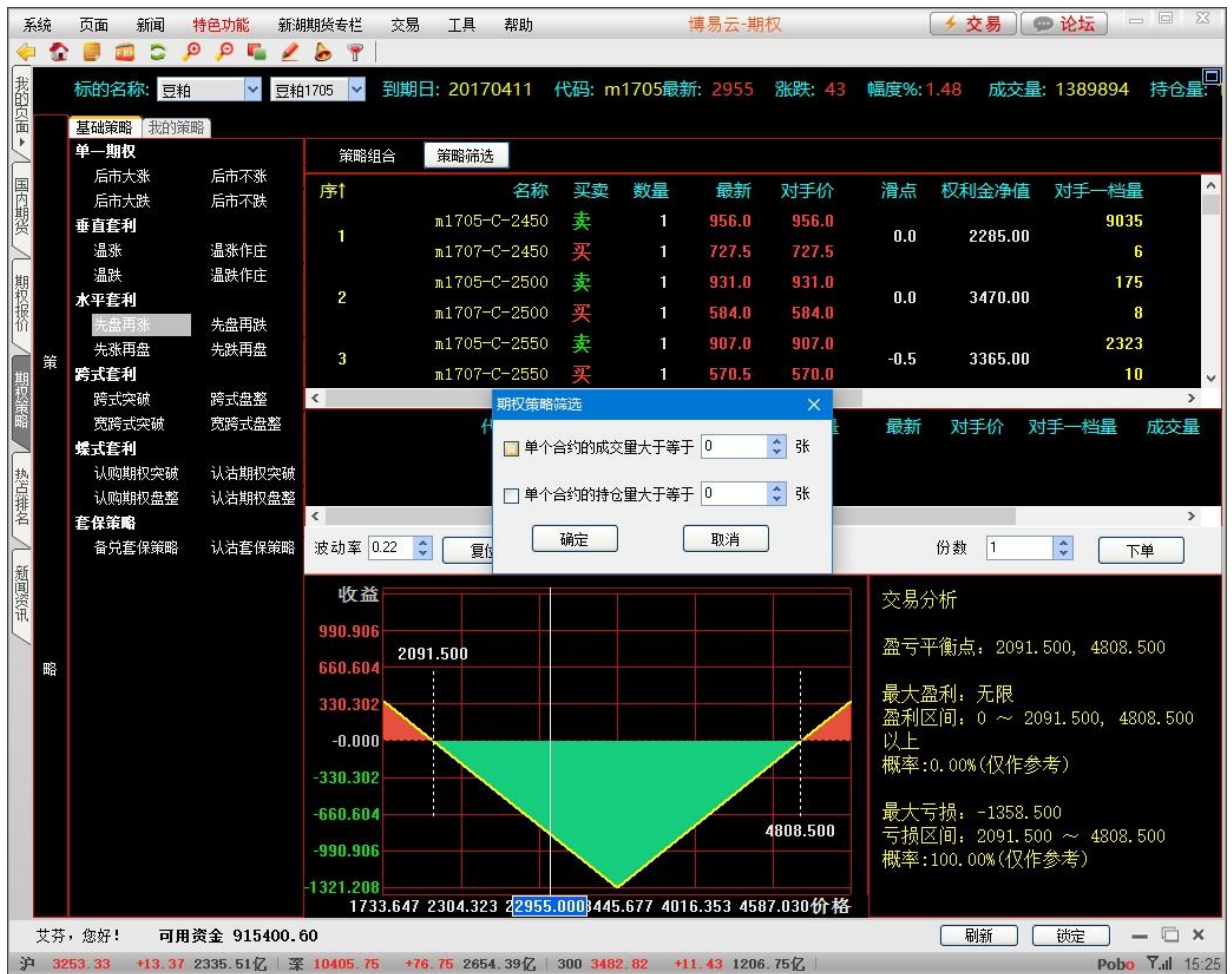 系统 页面 新闻 特色功能 新湖期货专栏 交易 工具 帮助 博易云-期权 交易 论坛
标的名称: 豆粕 豆粕1705 到期日: 20170411 代码: m1705最新: 2955 涨跌: 43 幅度%:1.48 成交量: 1389894 持仓量:
我的页面
国内期货
期权报价
期权策略
热点排名
新闻资讯
策
略
基础策略 我的策略
单一期权
后市大涨 后市不涨
后市大跌 后市不跌
垂直套利
温涨 温涨作庄
温跌 温跌作庄
水平套利
先盘再涨 先盘再跌
先涨再盘 先跌再盘
跨式套利
跨式突破 跨式盘整
宽跨式突破 宽跨式盘整
蝶式套利
认购期权突破 认沽期权突破
认购期权盘整 认沽期权盘整
套保策略
备兑套保策略 认沽套保策略
策略组合 策略筛选
序↑ 名称 买卖 数量 最新 对手价 滑点 权利金净值 对手一档量
1 m1705-C-2450 卖 1 956.0 956.0 0.0 2285.00 9035
m1707-C-2450 买 1 727.5 727.5 6
2 m1705-C-2500 卖 1 931.0 931.0 0.0 3470.00 175
m1707-C-2500 买 1 584.0 584.0 8
3 m1705-C-2550 卖 1 907.0 907.0 -0.5 3365.00 2323
m1707-C-2550 买 1 570.5 570.0 10
最新 对手价 对手一档量 成交量
期权策略筛选
单个合约的成交量大于等于 0 张
单个合约的持仓量大于等于 0 张
确定 取消
波动率 0.22 复位 份数 1 下单
收益
990.906
660.604
330.302
-0.000
-330.302
-660.604
-990.906
-1321.208
2091.500
4808.500
1733.647 2304.323 2 2955.000 3445.677 4016.353 4587.030 价格
交易分析
盈亏平衡点: 2091.500, 4808.500
最大盈利: 无限
盈利区间: 0 ~ 2091.500, 4808.500
以上
概率:0.00%(仅作参考)
最大亏损: -1358.500
亏损区间: 2091.500 ~ 4808.500
概率:100.00%(仅作参考)
艾芬,您好! 可用资金 915400.60 刷新 锁定
沪 3253.33 +13.37 2335.51亿 深 10405.75 +76.75 2654.39亿 300 3482.82 +11.43 1206.75亿 Pobo 15:25